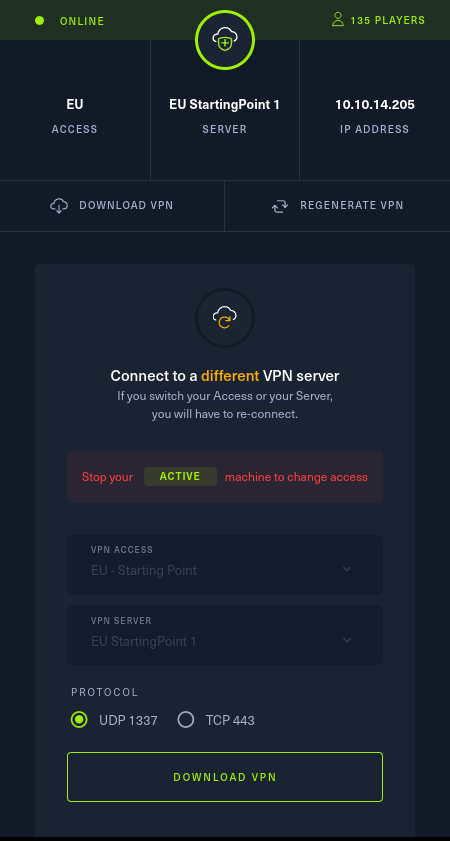 ONLINE
135 PLAYERS
EU
ACCESS
EU StartingPoint 1
SERVER
10.10.14.205
IP ADDRESS
DOWNLOAD VPN
REGENERATE VPN
Connect to a different VPN server
If you switch your Access or your Server,
you will have to re-connect.
Stop your ACTIVE machine to change access
VPN ACCESS
EU - Starting Point
VPN SERVER
EU StartingPoint 1
PROTOCOL
UDP 1337 TCP 443
DOWNLOAD VPN